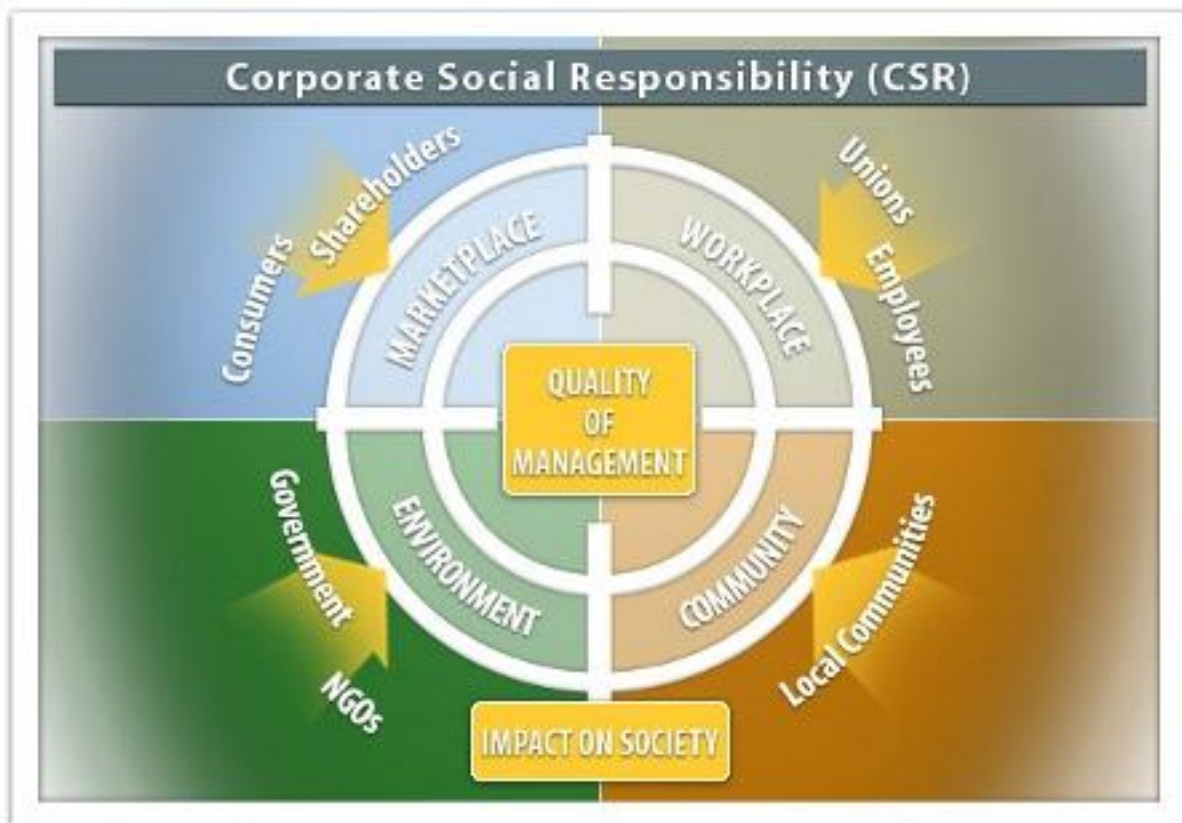 Corporate Social Responsibility (CSR)
Consumers
Shareholders
MARKETPLACE
WORKPLACE
Unions
Employees
QUALITY
OF
MANAGEMENT
Government
NGOs
ENVIRONMENT
COMMUNITY
Local Communities
IMPACT ON SOCIETY